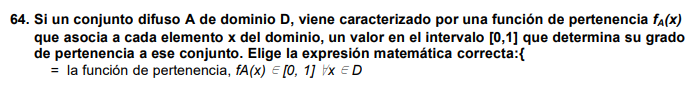 64. Si un conjunto difuso A de dominio D, viene caracterizado por una función de pertenencia fA(x)
que asocia a cada elemento x del dominio, un valor en el intervalo [0,1] que determina su grado
de pertenencia a ese conjunto. Elige la expresión matemática correcta:{
= la función de pertenencia, fA(x) ∈ [0, 1] ∀x ∈ D